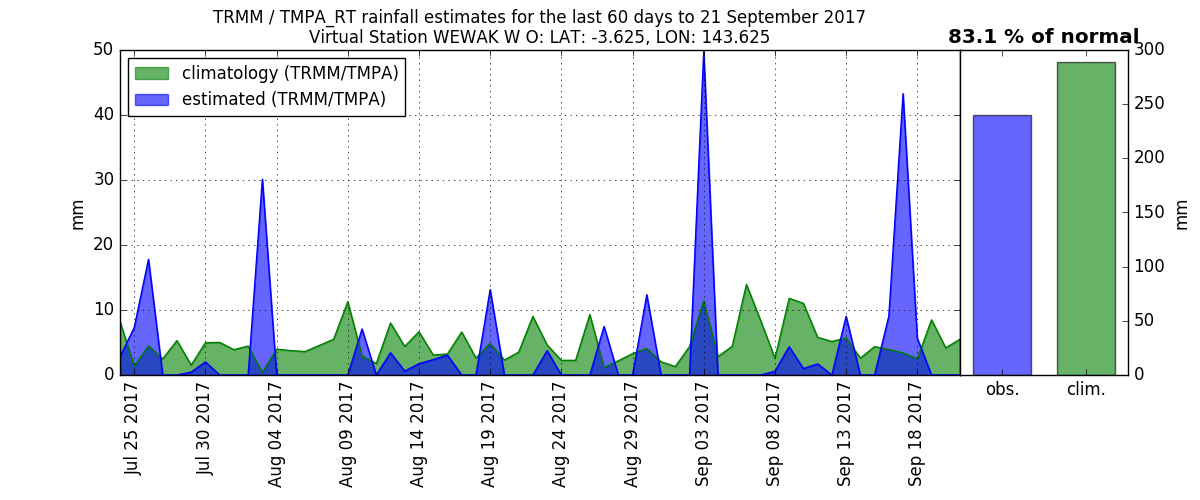 TRMM / TMPA_RT rainfall estimates for the last 60 days to 21 September 2017
Virtual Station WEWAK W O: LAT: -3.625, LON: 143.625
83.1 % of normal
climatology (TRMM/TMPA)
estimated (TRMM/TMPA)
50
40
30
20
10
0
mm
Jul 25 2017
Jul 30 2017
Aug 04 2017
Aug 09 2017
Aug 14 2017
Aug 19 2017
Aug 24 2017
Aug 29 2017
Sep 03 2017
Sep 08 2017
Sep 13 2017
Sep 18 2017
obs.
clim.
300
250
200
150
100
50
0
mm